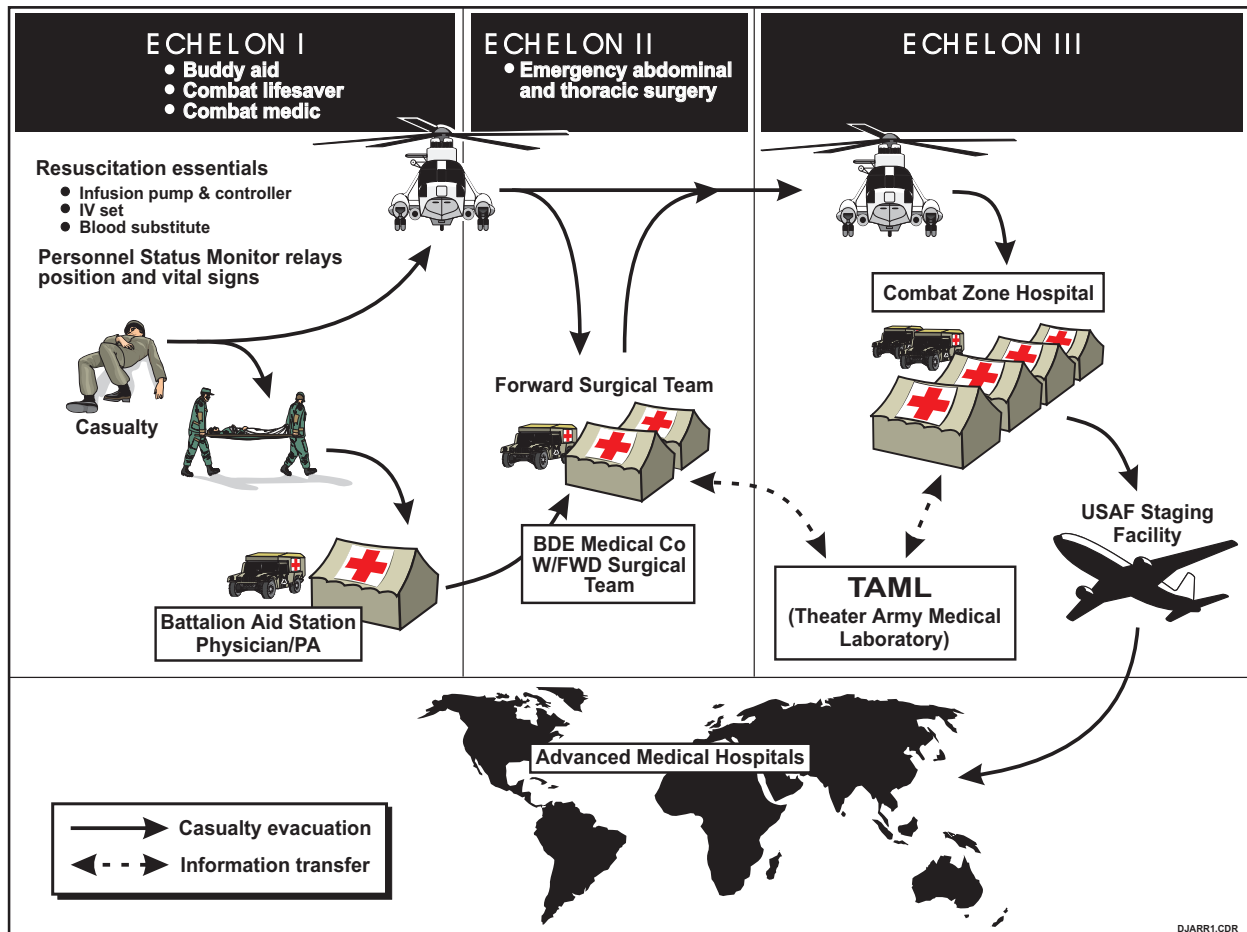 ECHELON I
Buddy aid
Combat lifesaver
Combat medic
ECHELON II
Emergency abdominal
and thoracic surgery
ECHELON III
Resuscitation essentials
Infusion pump & controller
IV set
Blood substitute
Personnel Status Monitor relays
position and vital signs
Casualty
Battalion Aid Station
Physician/PA
Forward Surgical Team
BDE Medical Co
W/FWD Surgical
Team
Combat Zone Hospital
TAML
(Theater Army Medical
Laboratory)
USAF Staging
Facility
Advanced Medical Hospitals
Casualty evacuation
Information transfer
DJARR1.CDR